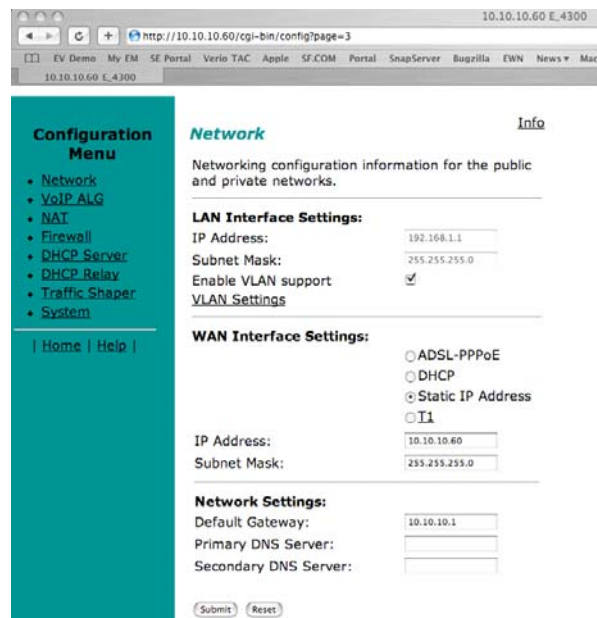 10.10.10.60 E_4300
http://10.10.10.60/cgi-bin/config?page=3
EV Demo My EM SE Portal Verio TAC Apple SF.COM Portal SnapServer Bugzilla EWN News Mac
10.10.10.60 E_4300
Configuration
Menu
Network
VoIP ALG
NAT
Firewall
DHCP Server
DHCP Relay
Traffic Shaper
System
| Home | Help |
Info
Network
Networking configuration information for the public
and private networks.
LAN Interface Settings:
IP Address: 192.168.1.1
Subnet Mask: 255.255.255.0
Enable VLAN support
VLAN Settings
WAN Interface Settings:
ADSL-PPPoE
DHCP
Static IP Address
T1
IP Address: 10.10.10.60
Subnet Mask: 255.255.255.0
Network Settings:
Default Gateway: 10.10.10.1
Primary DNS Server:
Secondary DNS Server:
Submit Reset